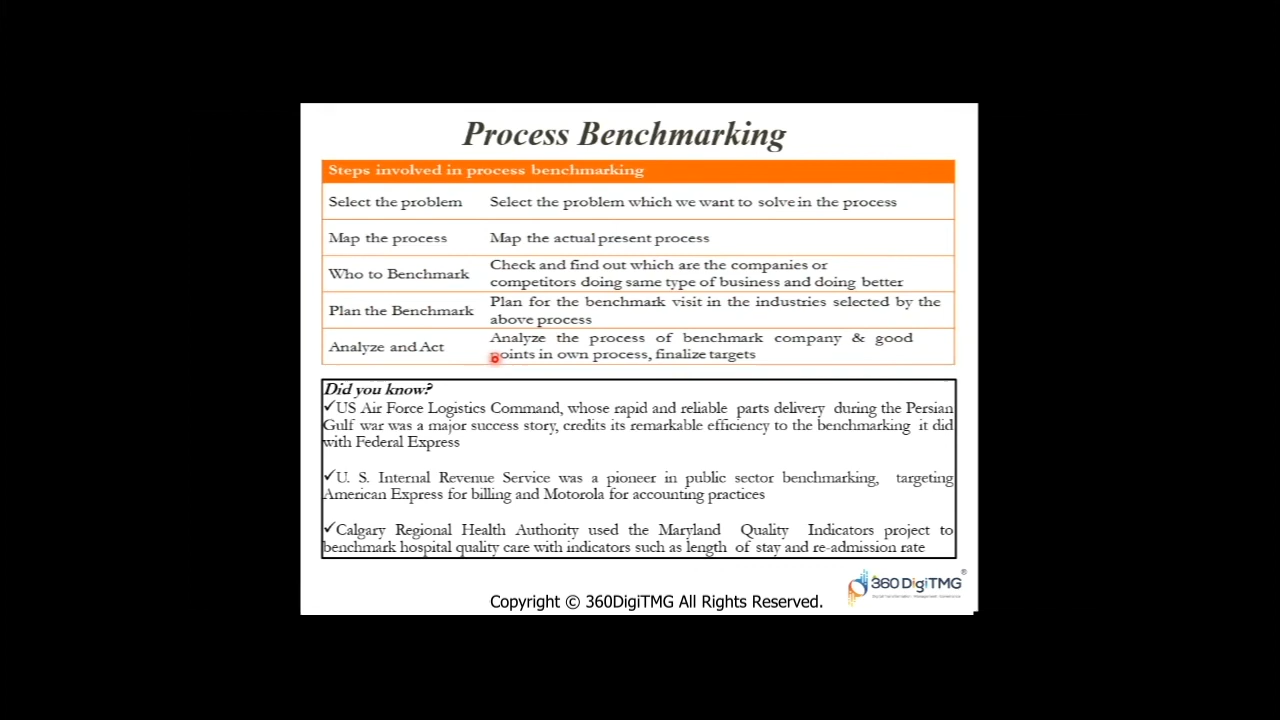 Process Benchmarking
Steps involved in process benchmarking
Select the problem Select the problem which we want to solve in the process
Map the process Map the actual present process
Who to Benchmark Check and find out which are the companies or
competitors doing same type of business and doing better
Plan the Benchmark Plan for the benchmark visit in the industries selected by the
above process
Analyze and Act Analyze the process of benchmark company & good
points in own process, finalize targets
Did you know?
✓US Air Force Logistics Command, whose rapid and reliable parts delivery during the Persian
Gulf war was a major success story, credits its remarkable efficiency to the benchmarking it did
with Federal Express
✓U. S. Internal Revenue Service was a pioneer in public sector benchmarking, targeting
American Express for billing and Motorola for accounting practices
✓Calgary Regional Health Authority used the Maryland Quality Indicators project to
benchmark hospital quality care with indicators such as length of stay and re-admission rate
360DigiTMG®
Copyright © 360DigiTMG All Rights Reserved.